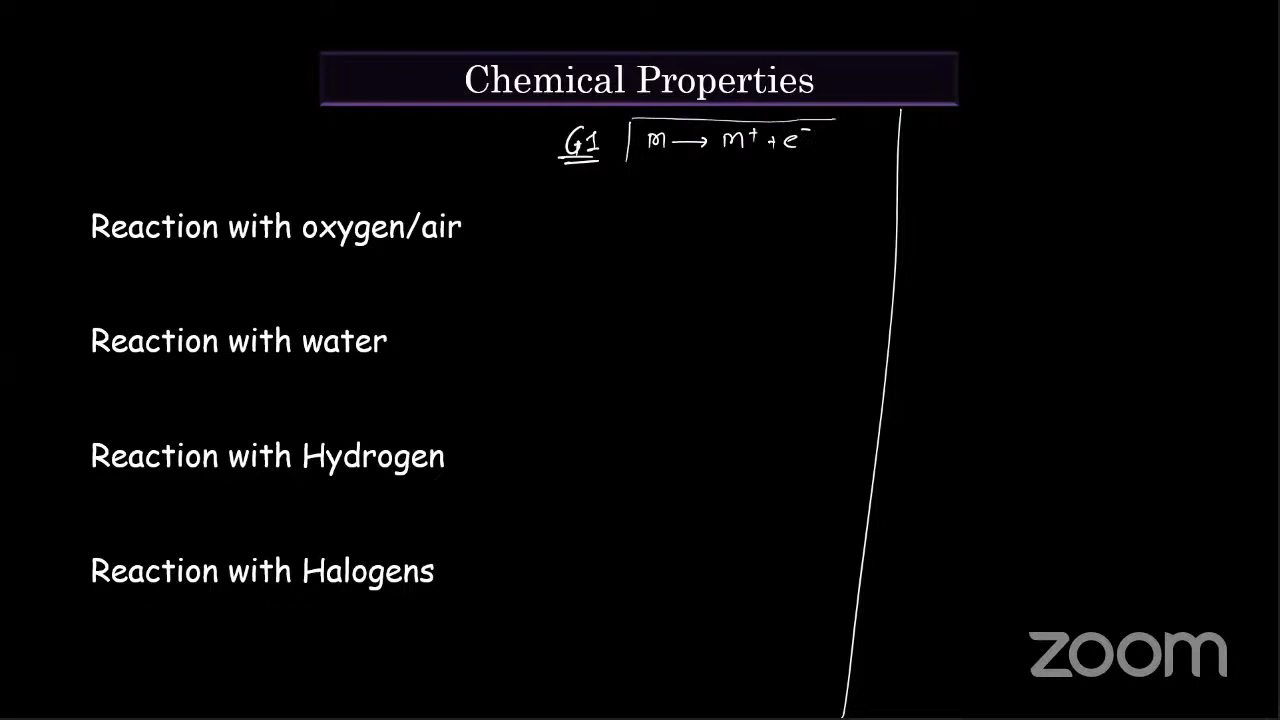 Chemical Properties
G1 m → m⁺ + e⁻
Reaction with oxygen/air
Reaction with water
Reaction with Hydrogen
Reaction with Halogens
zoom